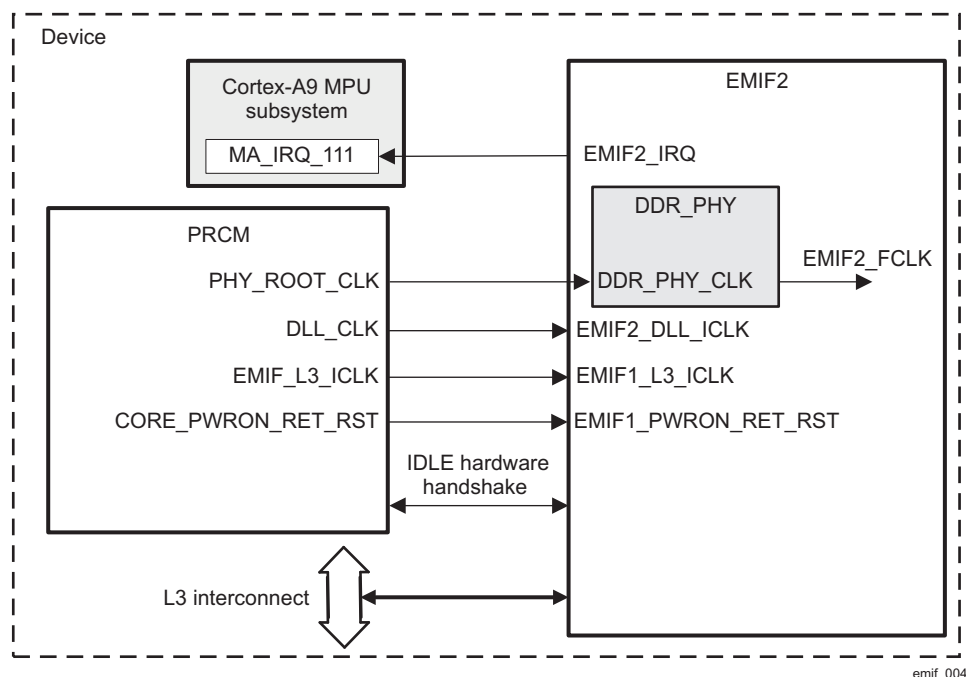 Device
Cortex-A9 MPU
subsystem
MA_IRQ_111
EMIF2
EMIF2_IRQ
DDR_PHY
DDR_PHY_CLK
EMIF2_FCLK
PRCM
PHY_ROOT_CLK
DLL_CLK
EMIF2_DLL_ICLK
EMIF_L3_ICLK
EMIF1_L3_ICLK
CORE_PWRON_RET_RST
EMIF1_PWRON_RET_RST
IDLE hardware
handshake
L3 interconnect
emif_004